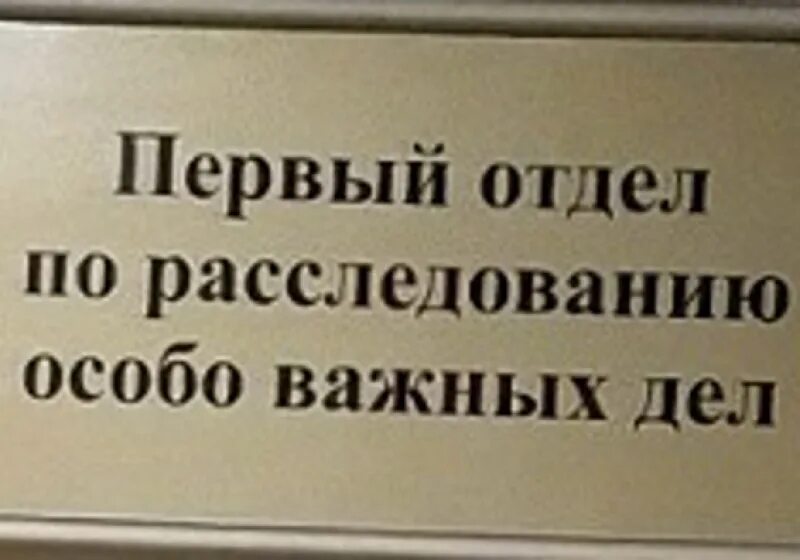 Первый отдел
по расследованию
особо важных дел